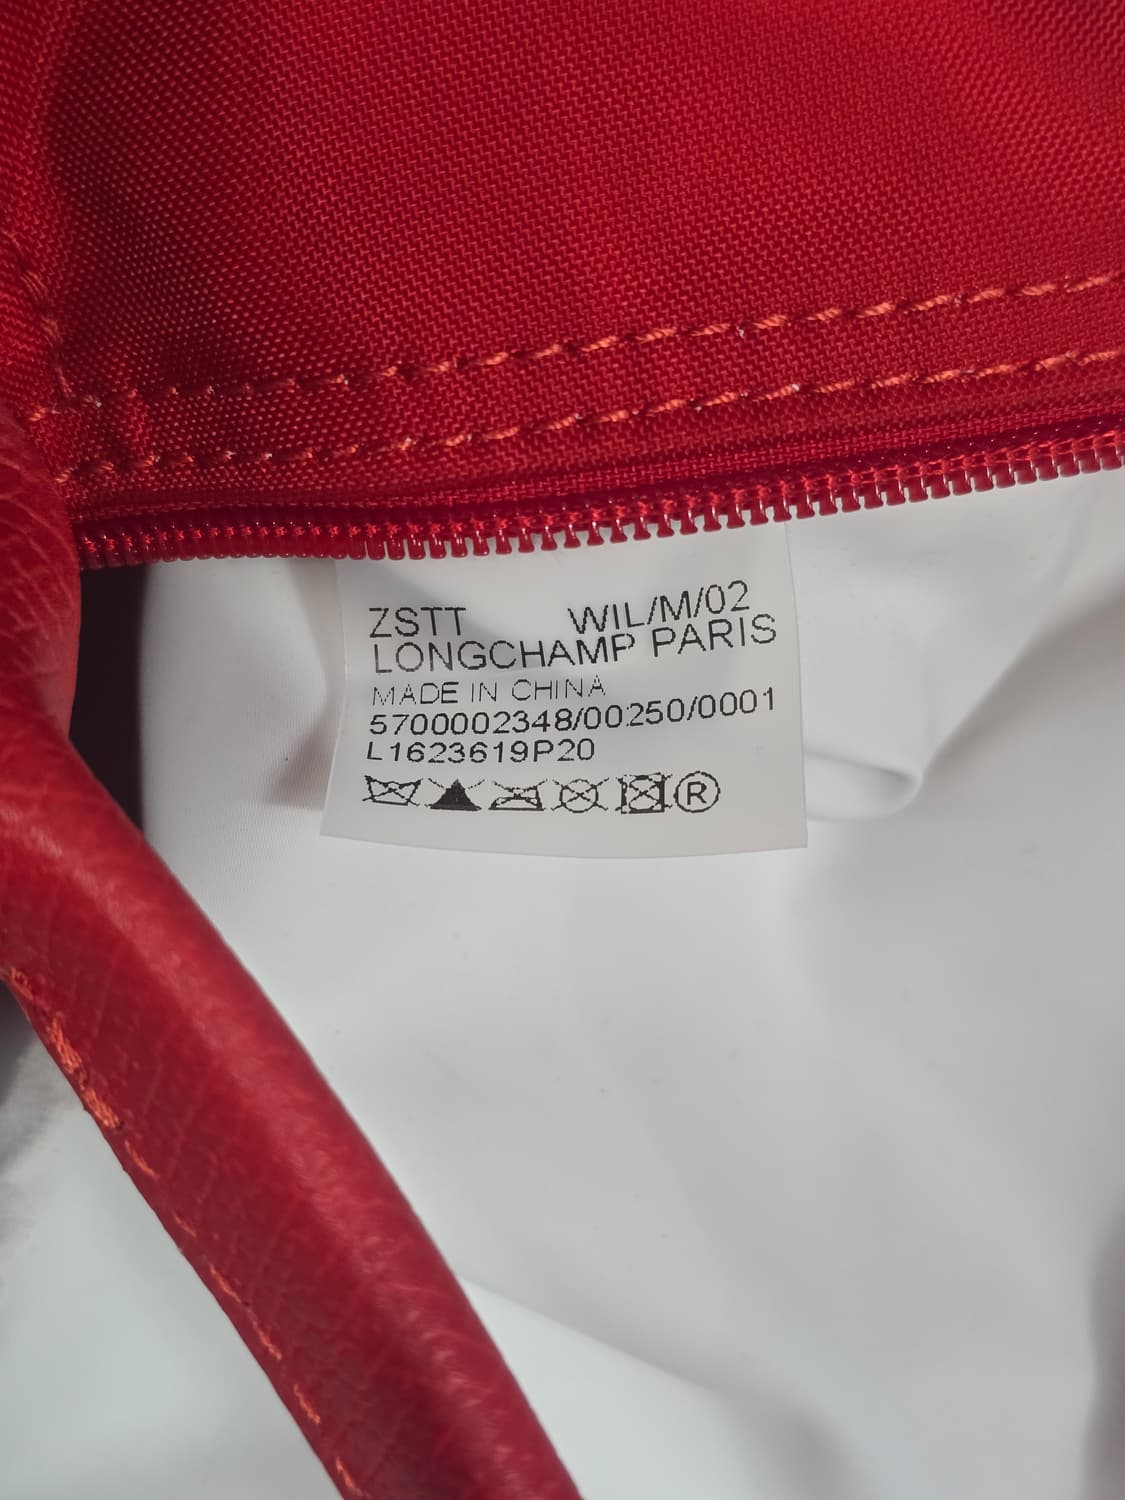 ZSTT WIL/M/02
LONGCHAMP PARIS
MADE IN CHINA
5700002348/00250/0001
L1623619P20
®